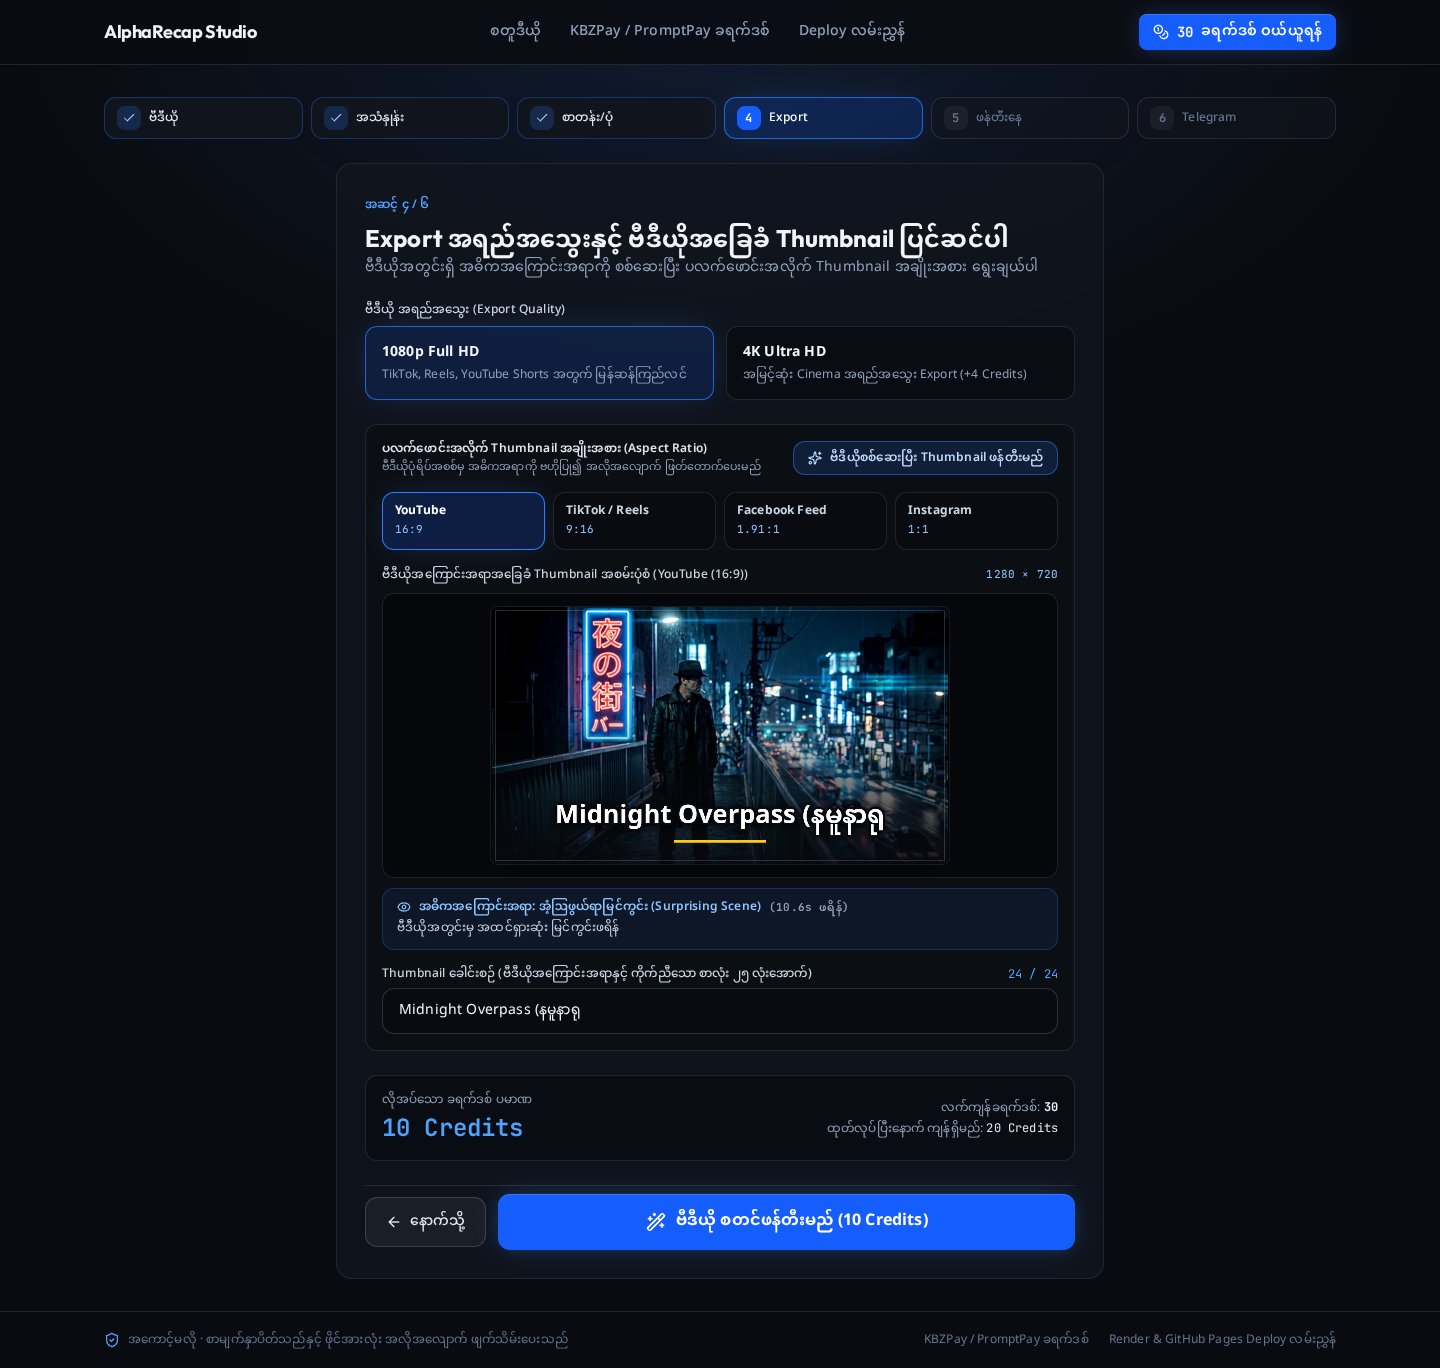 AlphaRecap Studio
စတူဒီယို
KBZPay / PromptPay ခရက်ဒစ်
Deploy လမ်းညွှန်
30 ခရက်ဒစ် ဝယ်ယူရန်
ဗီဒီယို
အသံနှုန်း
စာတန်း/ပုံ
4 Export
5 ဖန်တီးနေ
6 Telegram
အဆင့် ၄ / ၆
Export အရည်အသွေးနှင့် ဗီဒီယိုအခြေခံ Thumbnail ပြင်ဆင်ပါ
ဗီဒီယိုအတွင်းရှိ အဓိကအကြောင်းအရာကို စစ်ဆေးပြီး ပလက်ဖောင်းအလိုက် Thumbnail အချိုးအစား ရွေးချယ်ပါ
ဗီဒီယို အရည်အသွေး (Export Quality)
1080p Full HD
TikTok, Reels, YouTube Shorts အတွက် မြန်ဆန်ကြည်လင်
4K Ultra HD
အမြင့်ဆုံး Cinema အရည်အသွေး Export (+4 Credits)
ပလက်ဖောင်းအလိုက် Thumbnail အချိုးအစား (Aspect Ratio)
ဗီဒီယိုပုံရိပ်အစစ်မှ အဓိကအရာကို ဗဟိုပြု၍ အလိုအလျောက် ဖြတ်တောက်ပေးမည်
ဗီဒီယိုစစ်ဆေးပြီး Thumbnail ဖန်တီးမည်
YouTube
16:9
TikTok / Reels
9:16
Facebook Feed
1.91:1
Instagram
1:1
ဗီဒီယိုအကြောင်းအရာအခြေခံ Thumbnail အစမ်းပုံစံ (YouTube (16:9))
1280 × 720
夜の街
バー
Midnight Overpass (နမူနာရု
အဓိကအကြောင်းအရာ: အံ့ဩဖွယ်ရာမြင်ကွင်း (Surprising Scene) (10.6s ဖရိန်)
ဗီဒီယိုအတွင်းမှ အထင်ရှားဆုံး မြင်ကွင်းဖရိန်
Thumbnail ခေါင်းစဉ် (ဗီဒီယိုအကြောင်းအရာနှင့် ကိုက်ညီသော စာလုံး ၂၅ လုံးအောက်)
24 / 24
Midnight Overpass (နမူနာရု
လိုအပ်သော ခရက်ဒစ် ပမာဏ
10 Credits
လက်ကျန်ခရက်ဒစ်: 30
ထုတ်လုပ်ပြီးနောက် ကျန်ရှိမည်: 20 Credits
နောက်သို့
ဗီဒီယို စတင်ဖန်တီးမည် (10 Credits)
အကောင့်မလို · စာမျက်နှာပိတ်သည်နှင့် ဖိုင်အားလုံး အလိုအလျောက် ဖျက်သိမ်းပေးသည်
KBZPay / PromptPay ခရက်ဒစ်
Render & GitHub Pages Deploy လမ်းညွှန်